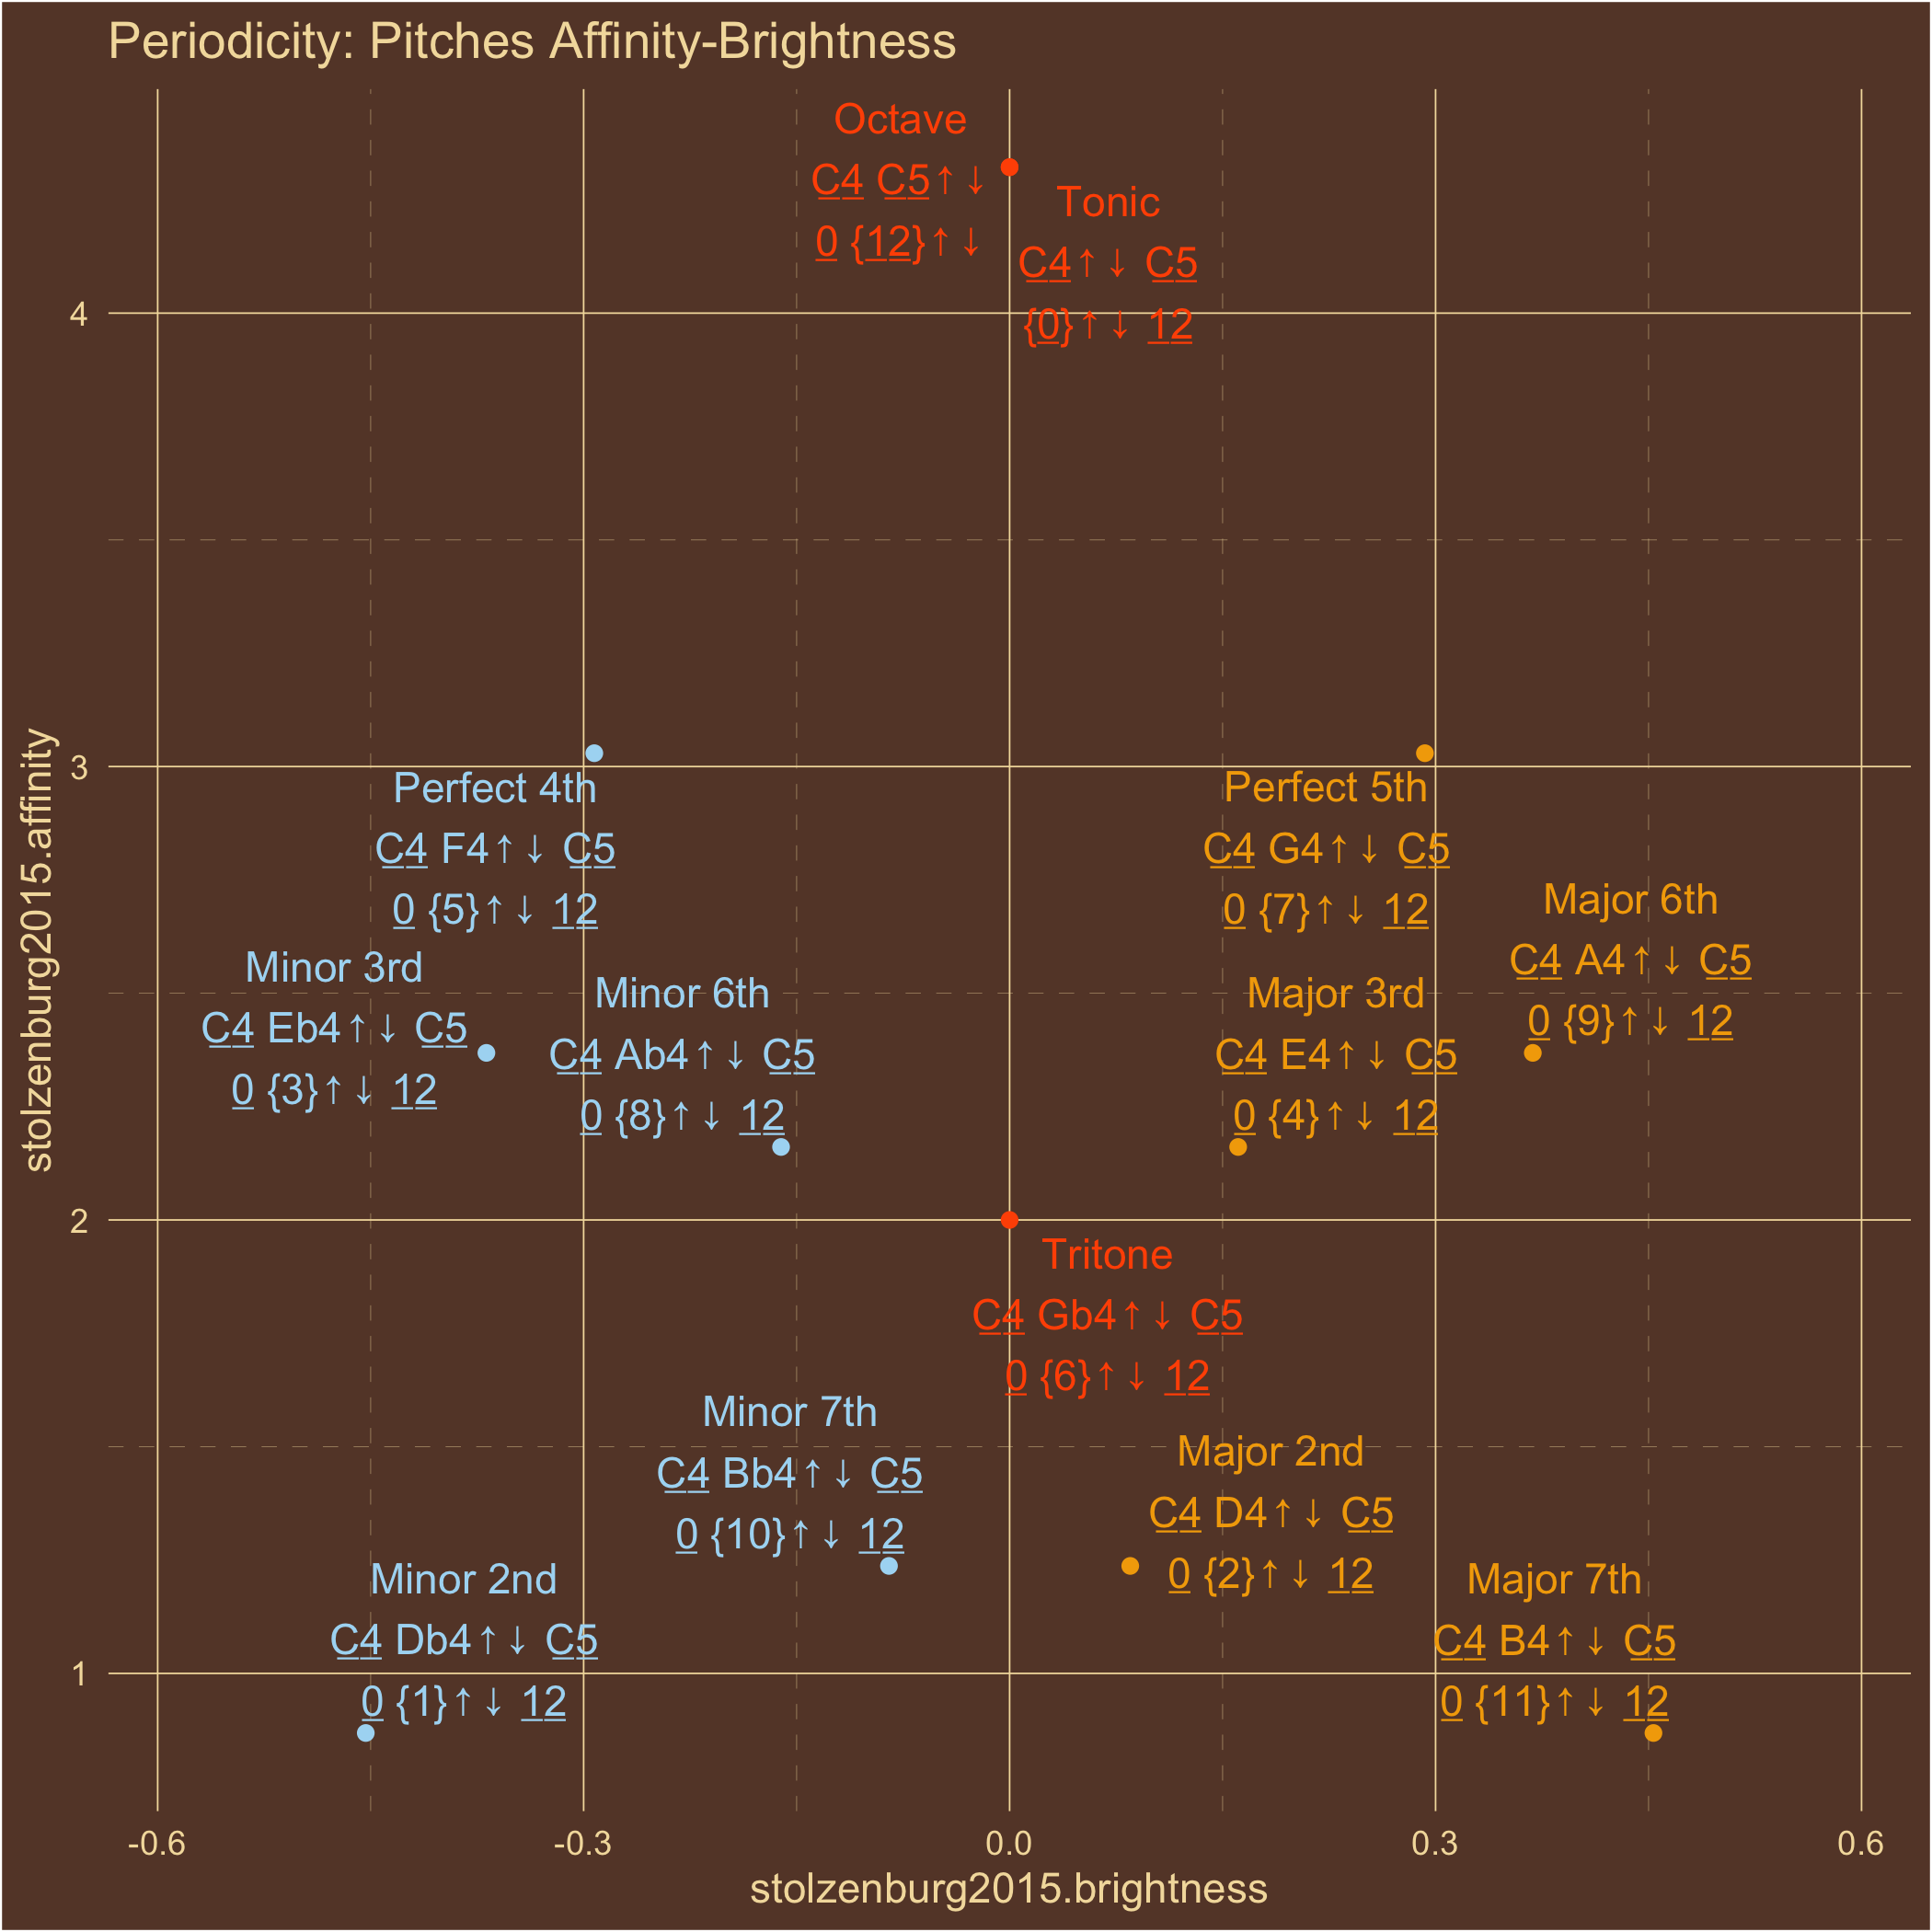 Periodicity: Pitches Affinity-Brightness
Octave
C4 C5↑↓
0 {12}↑↓
Tonic
C4↑↓ C5
{0}↑↓ 12
4
3
2
1
stolzenburg2015.affinity
Perfect 4th
C4 F4↑↓ C5
0 {5}↑↓ 12
Perfect 5th
C4 G4↑↓ C5
0 {7}↑↓ 12
Major 6th
C4 A4↑↓ C5
0 {9}↑↓ 12
Minor 3rd
C4 Eb4↑↓ C5
0 {3}↑↓ 12
Minor 6th
C4 Ab4↑↓ C5
0 {8}↑↓ 12
Major 3rd
C4 E4↑↓ C5
0 {4}↑↓ 12
Tritone
C4 Gb4↑↓ C5
0 {6}↑↓ 12
Minor 7th
C4 Bb4↑↓ C5
0 {10}↑↓ 12
Major 2nd
C4 D4↑↓ C5
0 {2}↑↓ 12
Minor 2nd
C4 Db4↑↓ C5
0 {1}↑↓ 12
Major 7th
C4 B4↑↓ C5
0 {11}↑↓ 12
-0.6 -0.3 0.0 0.3 0.6
stolzenburg2015.brightness